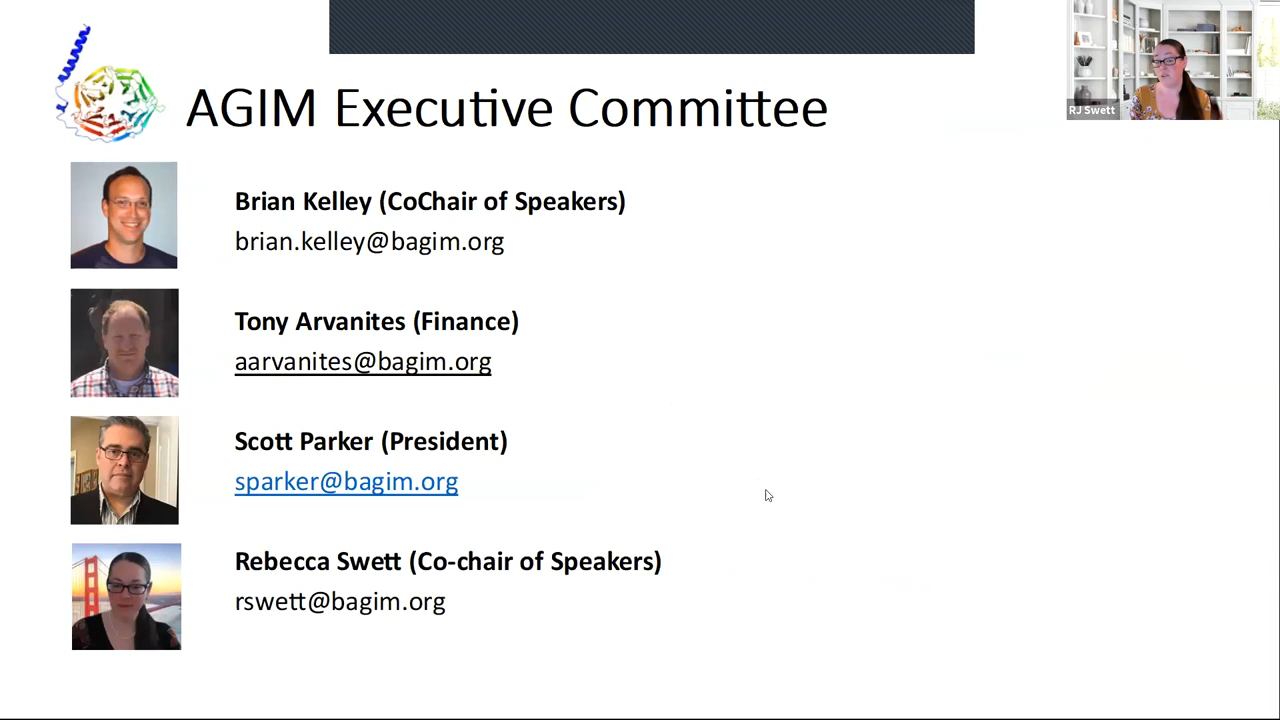 RJ Swett
AGIM Executive Committee
Brian Kelley (CoChair of Speakers)
brian.kelley@bagim.org
Tony Arvanites (Finance)
aarvanites@bagim.org
Scott Parker (President)
sparker@bagim.org
Rebecca Swett (Co-chair of Speakers)
rswett@bagim.org